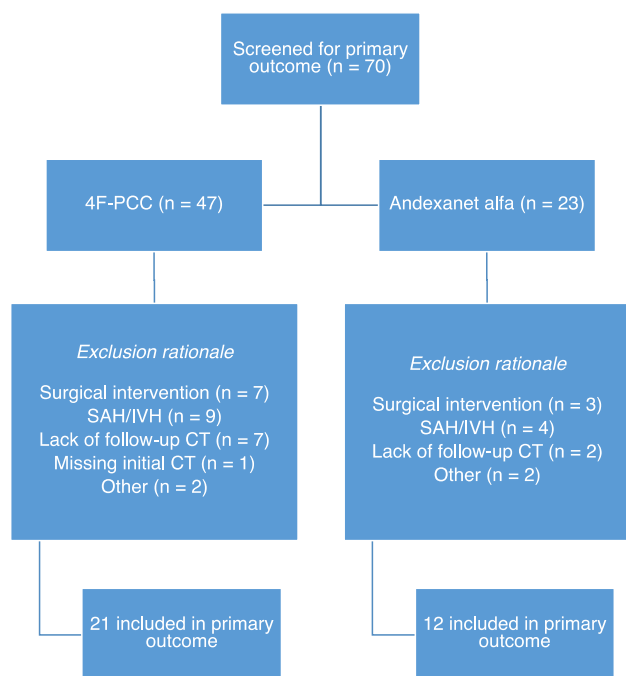 Screened for primary
outcome (n = 70)
4F-PCC (n = 47)
Andexanet alfa (n = 23)
Exclusion rationale
Surgical intervention (n = 7)
SAH/IVH (n = 9)
Lack of follow-up CT (n = 7)
Missing initial CT (n = 1)
Other (n = 2)
Exclusion rationale
Surgical intervention (n = 3)
SAH/IVH (n = 4)
Lack of follow-up CT (n = 2)
Other (n = 2)
21 included in primary
outcome
12 included in primary
outcome